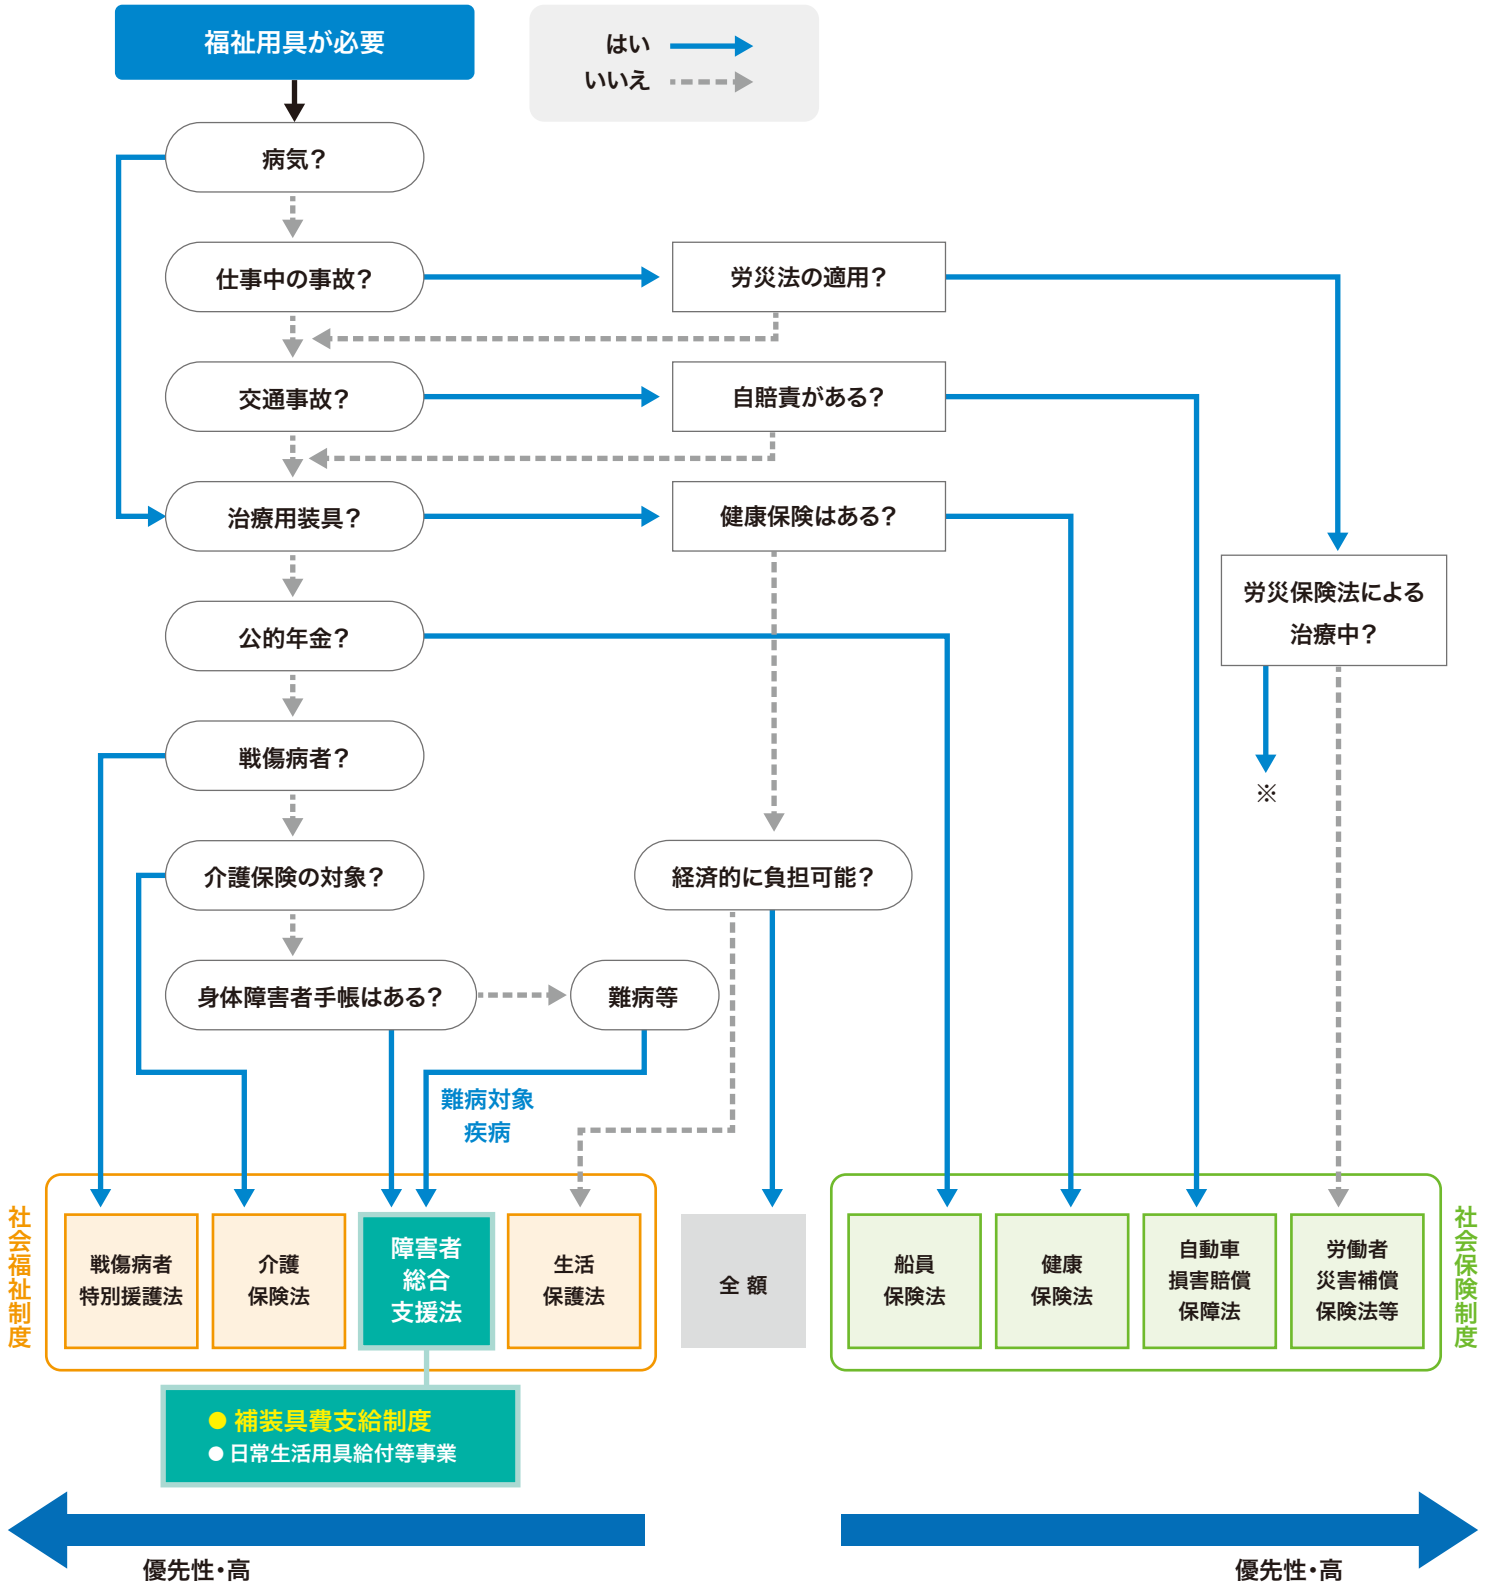 福祉用具が必要
はい
いいえ
病気？
仕事中の事故？
労災法の適用？
交通事故？
自賠責がある？
治療用装具？
健康保険はある？
公的年金？
労災保険法による
治療中？
戦傷病者？
※
介護保険の対象？
経済的に負担可能？
身体障害者手帳はある？
難病等
難病対象
疾病
社会福祉制度
戦傷病者
特別援護法
介護
保険法
障害者
総合
支援法
生活
保護法
全 額
船員
保険法
健康
保険法
自動車
損害賠償
保障法
労働者
災害補償
保険法等
社会保険制度
●補装具費支給制度
●日常生活用具給付等事業
優先性・高
優先性・高